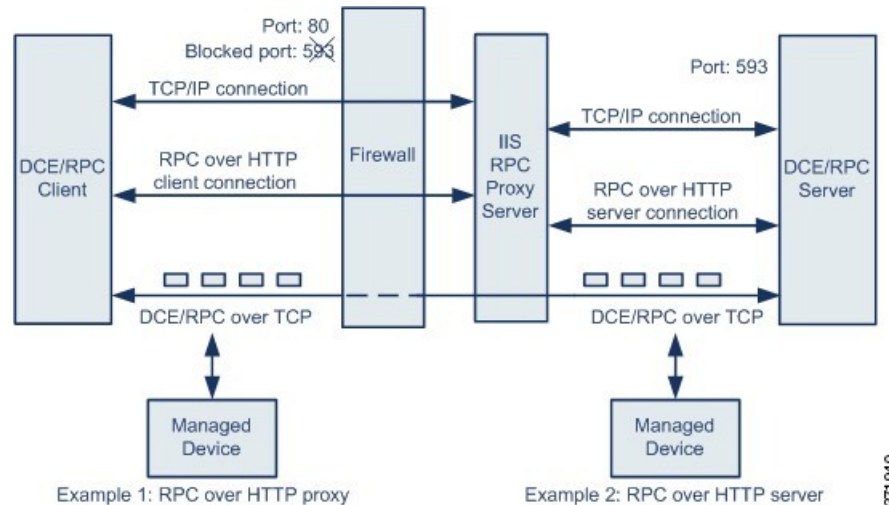 Port: 80
Blocked port: 593
Port: 593
TCP/IP connection
TCP/IP connection
DCE/RPC
Client
RPC over HTTP
client connection
Firewall
IIS
RPC
Proxy
Server
RPC over HTTP
server connection
DCE/RPC
Server
DCE/RPC over TCP
DCE/RPC over TCP
Managed
Device
Managed
Device
Example 1: RPC over HTTP proxy
Example 2: RPC over HTTP server